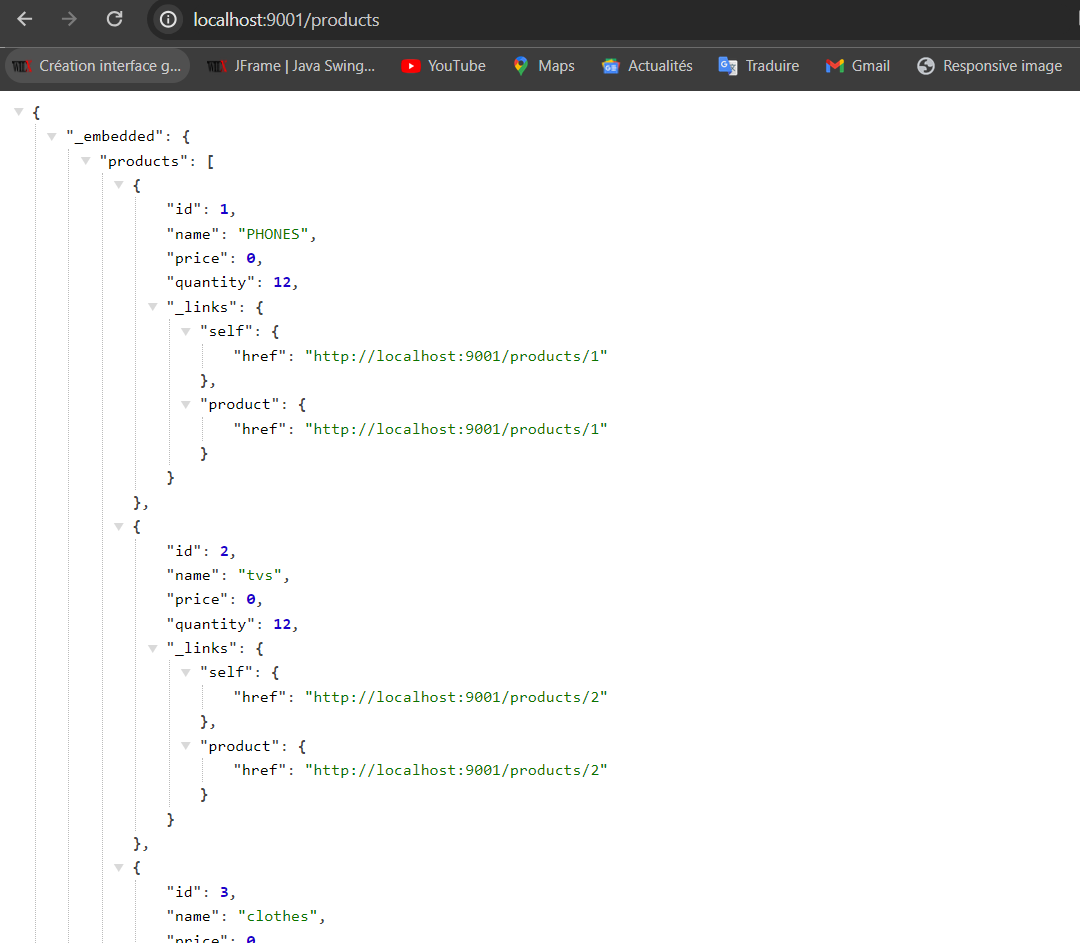 localhost:9001/products
Création interface g... JFrame | Java Swing... YouTube Maps Actualités Traduire Gmail Responsive image
{
"_embedded": {
"products": [
{
"id": 1,
"name": "PHONES",
"price": 0,
"quantity": 12,
"_links": {
"self": {
"href": "http://localhost:9001/products/1"
},
"product": {
"href": "http://localhost:9001/products/1"
}
}
},
{
"id": 2,
"name": "tvs",
"price": 0,
"quantity": 12,
"_links": {
"self": {
"href": "http://localhost:9001/products/2"
},
"product": {
"href": "http://localhost:9001/products/2"
}
}
},
{
"id": 3,
"name": "clothes",
"price": 0